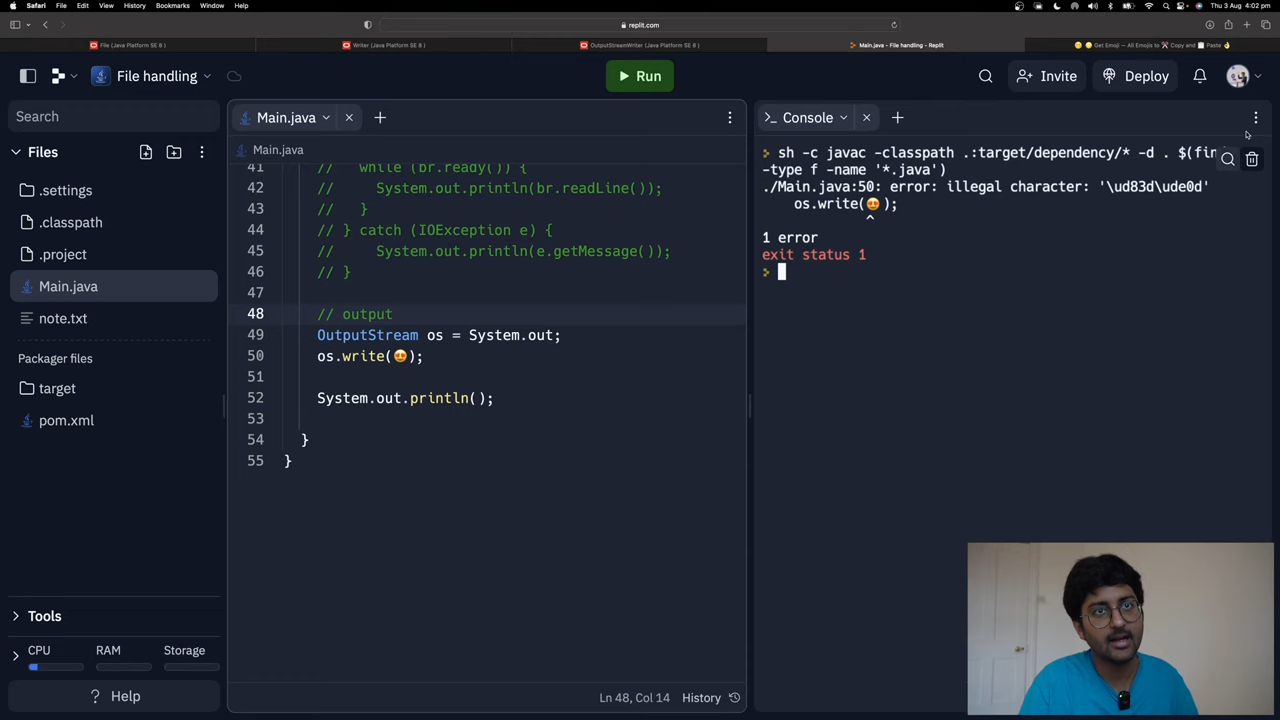 Safari File Edit View History Bookmarks Window Help
Thu 3 Aug 4:02 pm
replit.com
File (Java Platform SE 8 )
Writer (Java Platform SE 8 )
OutputStreamWriter (Java Platform SE 8 )
Main.java - File handling - Replit
😊 Get Emoji — All Emojis to ✂️ Copy and 📋 Paste 👌
File handling
Run
Invite
Deploy
Search
Files
.settings
.classpath
.project
Main.java
note.txt
Packager files
target
pom.xml
Tools
CPU RAM Storage
? Help
Main.java
Main.java
41 // while (br.ready()) {
42 // System.out.println(br.readLine());
43 // }
44 // } catch (IOException e) {
45 // System.out.println(e.getMessage());
46 // }
47
48 // output
49 OutputStream os = System.out;
50 os.write(😍);
51
52 System.out.println();
53
54 }
55 }
Ln 48, Col 14 History
Console
sh -c javac -classpath .:target/dependency/* -d . $(fin
-type f -name '*.java')
./Main.java:50: error: illegal character: '\ud83d\ude0d'
os.write(😍);
^
1 error
exit status 1